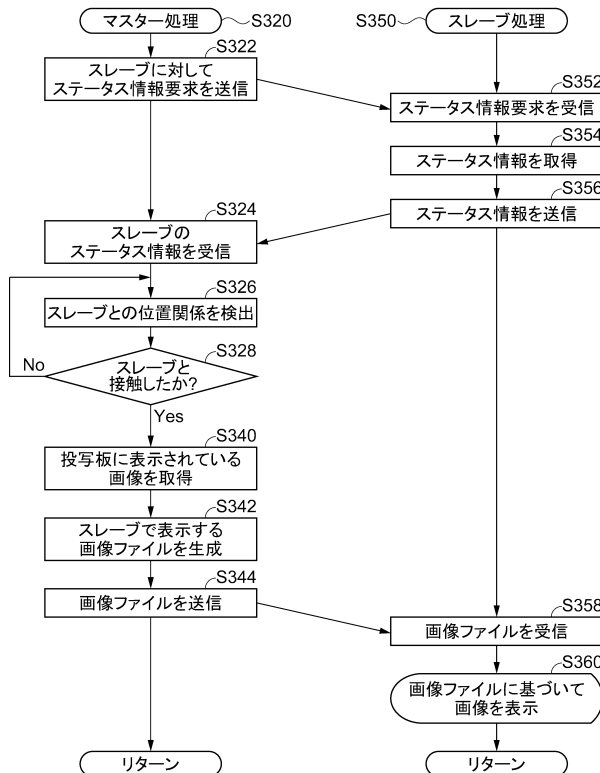 マスター処理
S320
S322
スレーブに対して
ステータス情報要求を送信
S324
スレーブの
ステータス情報を受信
S326
スレーブとの位置関係を検出
S328
スレーブと
接触したか?
No
Yes
S340
投写板に表示されている
画像を取得
S342
スレーブで表示する
画像ファイルを生成
S344
画像ファイルを送信
リターン
S350
スレーブ処理
S352
ステータス情報要求を受信
S354
ステータス情報を取得
S356
ステータス情報を送信
S358
画像ファイルを受信
S360
画像ファイルに基づいて
画像を表示
リターン